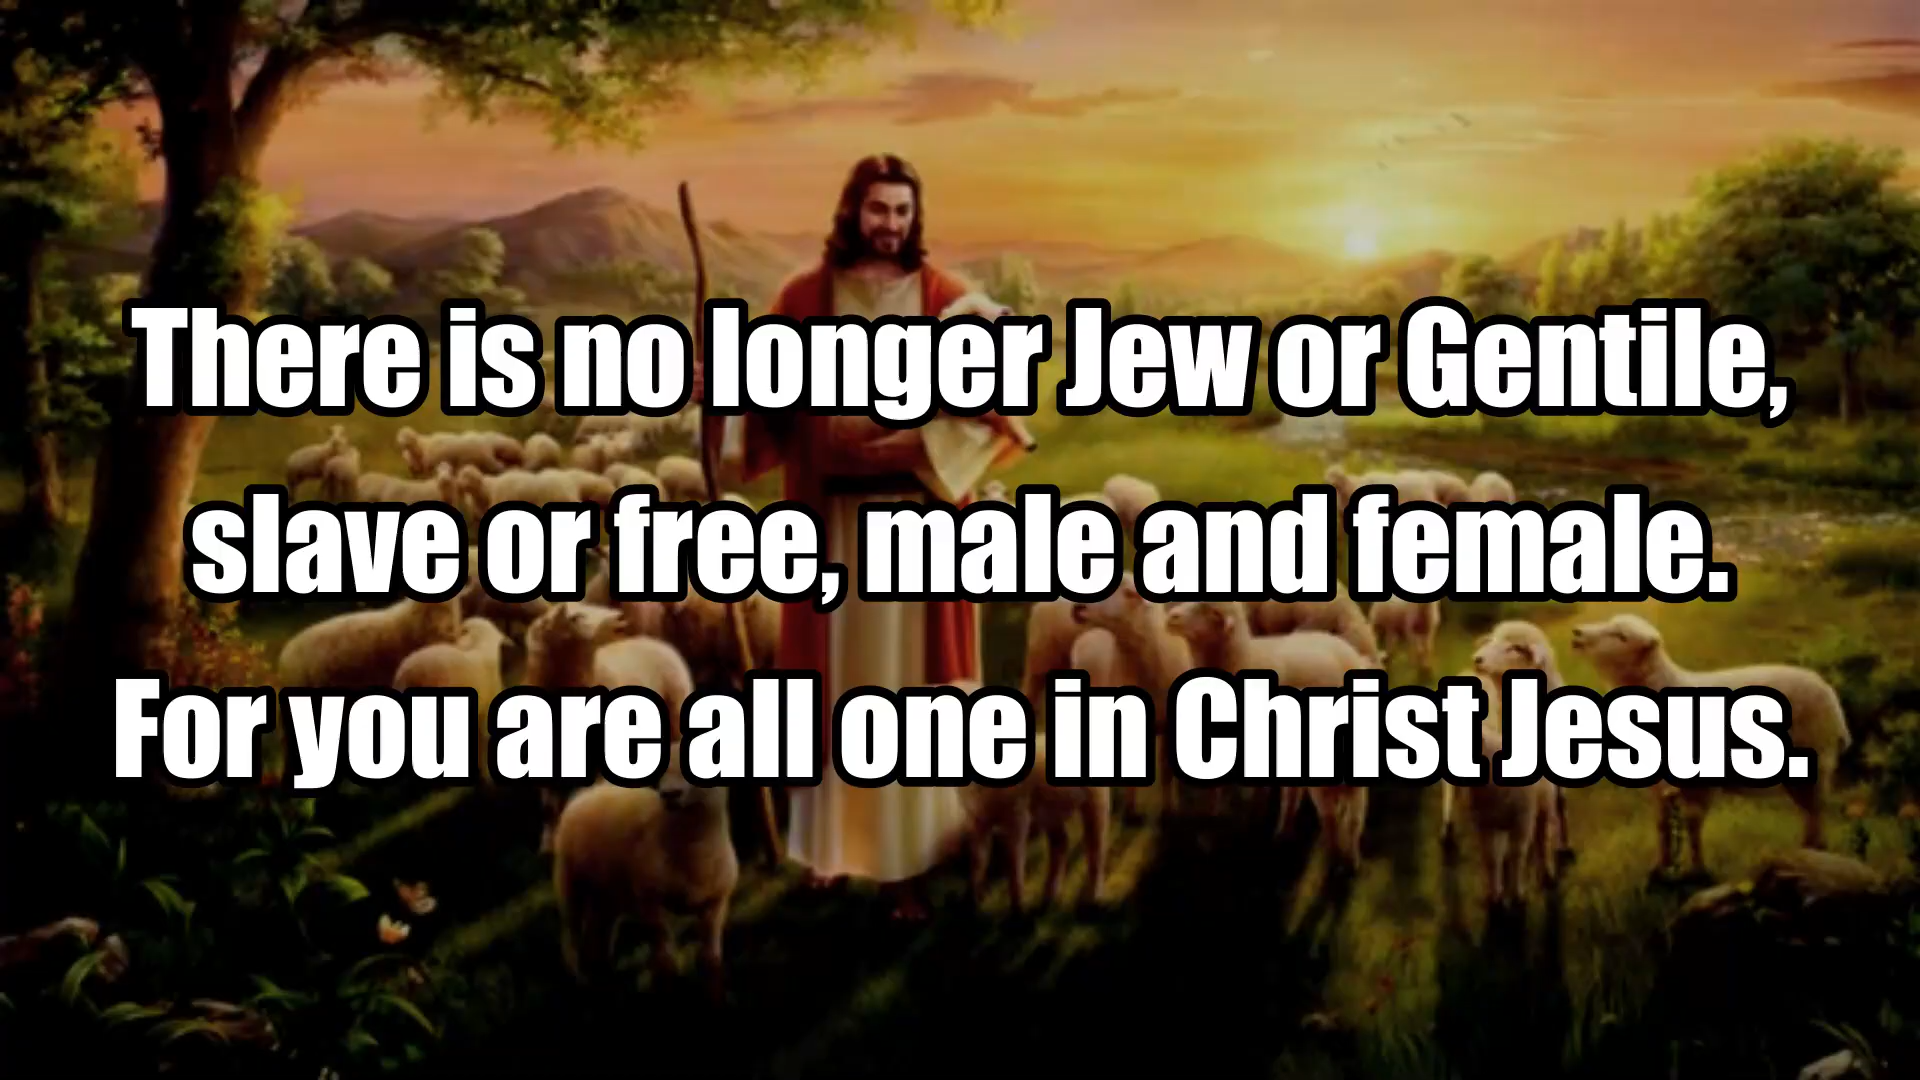 There is no longer Jew or Gentile,
slave or free, male and female.
For you are all one in Christ Jesus.